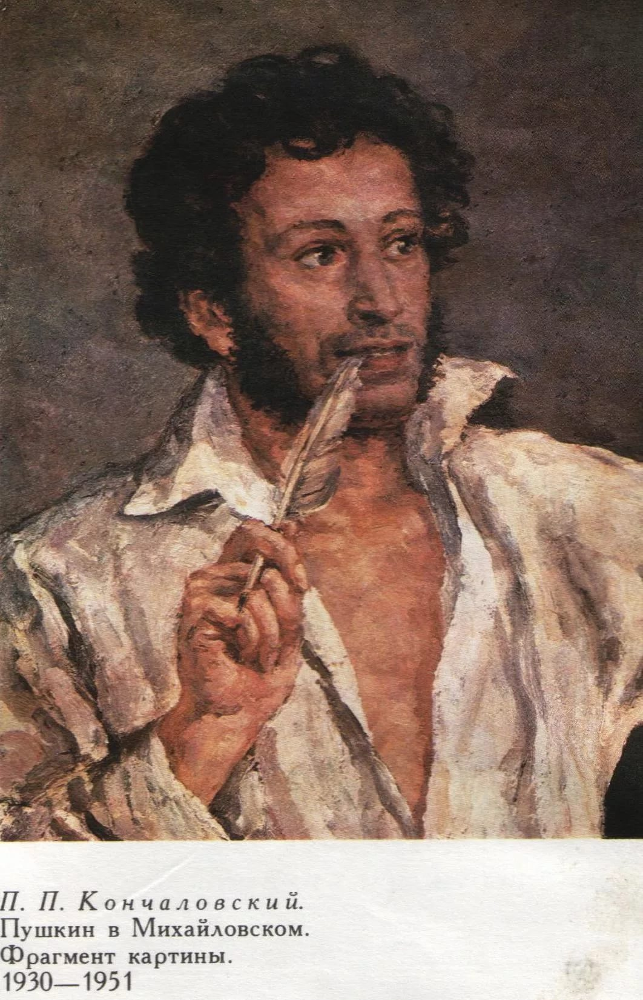 П. П. Кончаловский.
Пушкин в Михайловском.
Фрагмент картины.
1930—1951